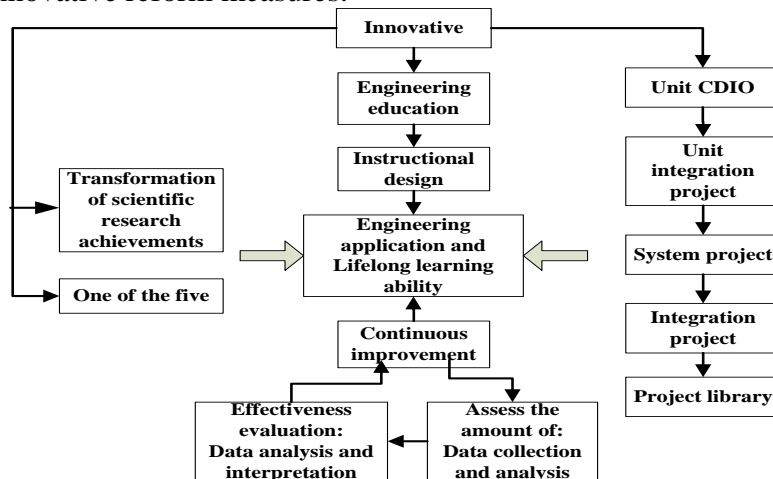 novative reform measures.
Innovative
Engineering
education
Instructional
design
Engineering
application and
Lifelong learning
ability
Continuous
improvement
Effectiveness
evaluation:
Data analysis and
interpretation
Assess the
amount of:
Data collection
and analysis
Transformation
of scientific
research
achievements
One of the five
Unit CDIO
Unit
integration
project
System project
Integration
project
Project library